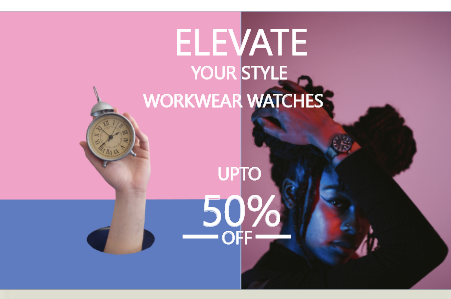 ELEVATE
YOUR STYLE
WORKWEAR WATCHES
UPTO
50%
OFF